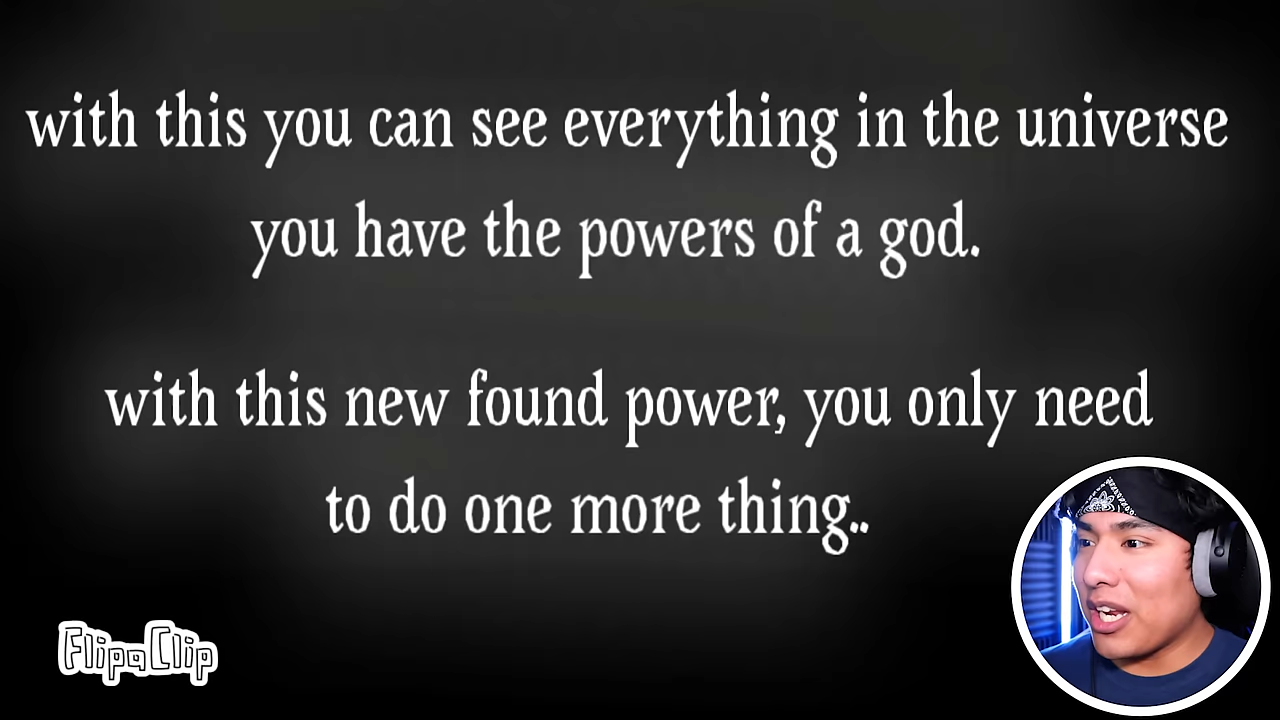 with this you can see everything in the universe
you have the powers of a god.
with this new found power, you only need
to do one more thing..
FlipaClip